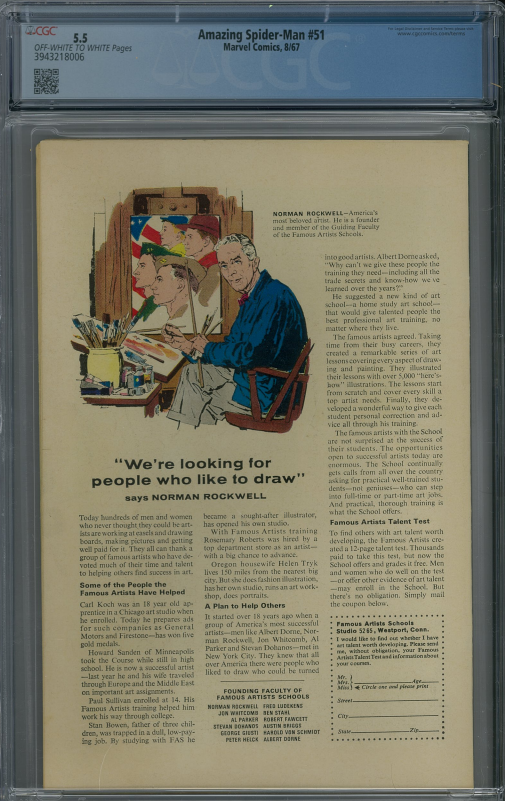 CGC
5.5
OFF-WHITE TO WHITE Pages
3943218006
Amazing Spider-Man #51
Marvel Comics, 8/67
www.cgccomics.com/terms
CGC
NORMAN ROCKWELL—America's
most beloved artist. He is a founder
and member of the Guiding Faculty
of the Famous Artists Schools.
"We're looking for
people who like to draw"
says NORMAN ROCKWELL
Today hundreds of men and women
who never thought they could be art-
ists are working at easels and drawing
boards, making pictures and getting
well paid for it. They all can thank a
group of famous artists who have de-
voted much of their time and talent
to helping others find success in art.
Some of the People the
Famous Artists Have Helped
Carl Koch was an 18 year old ap-
prentice in a Chicago art studio when
he enrolled. Today he prepares ads
for such companies as General
Motors and Firestone—has won five
gold medals.
Howard Sanden of Minneapolis
took the Course while still in high
school. He is now a successful artist
—last year he and his wife traveled
through Europe and the Middle East
on important art assignments.
Paul Sullivan enrolled at 14. His
Famous Artists training helped him
work his way through college.
Stan Bowen, father of three chil-
dren, was trapped in a dull, low-pay-
ing job. By studying with FAS he
became a sought-after illustrator,
has opened his own studio.
With Famous Artists training
Rosemary Roberts was hired by a
top department store as an artist—
with a big chance to advance.
Oregon housewife Helen Tryk
lives 150 miles from the nearest big
city. But she does fashion illustration,
has her own studio, runs an art work-
shop, does portraits.
A Plan to Help Others
It started over 18 years ago when a
group of America's most successful
artists—men like Albert Dorne, Nor-
man Rockwell, Jon Whitcomb, Al
Parker and Stevan Dohanos—met in
New York City. They knew that all
over America there were people who
liked to draw who could be turned
FOUNDING FACULTY OF
FAMOUS ARTISTS SCHOOLS
NORMAN ROCKWELL FRED LUDEKENS
JON WHITCOMB BEN STAHL
AL PARKER ROBERT FAWCETT
STEVAN DOHANOS AUSTIN BRIGGS
GEORGE GIUSTI HAROLD VON SCHMIDT
PETER HELCK ALBERT DORNE
into good artists. Albert Dorne asked,
"Why can't we give these people the
training they need—including all the
trade secrets and know-how we've
learned over the years?"
He suggested a new kind of art
school—a home study art school—
that would give talented people the
best professional art training, no
matter where they live.
The famous artists agreed. Taking
time from their busy careers, they
created a remarkable series of art
lessons covering every aspect of draw-
ing and painting. They illustrated
their lessons with over 5,000 "here's-
how" illustrations. The lessons start
from scratch and cover every skill a
top artist needs. Finally, they de-
veloped a wonderful way to give each
student personal correction and ad-
vice all through his training.
The famous artists with the School
are not surprised at the success of
their students. The opportunities
open to successful artists today are
enormous. The School continually
gets calls from all over the country
asking for practical well-trained stu-
dents—not geniuses—who can step
into full-time or part-time art jobs.
And practical, thorough training is
what the School offers.
Famous Artists Talent Test
To find others with art talent worth
developing, the Famous Artists cre-
ated a 12-page talent test. Thousands
paid to take this test, but now the
School offers and grades it free. Men
and women who do well on the test
—or offer other evidence of art talent
—may enroll in the School. But
there's no obligation. Simply mail
the coupon below.
Famous Artists Schools
Studio 5265, Westport, Conn.
I would like to find out whether I have
art talent worth developing. Please send
me, without obligation, your Famous
Artists Talent Test and information about
your courses.
Mr.
Mrs. Age
Miss Circle one and please print
Street
City
State Zip